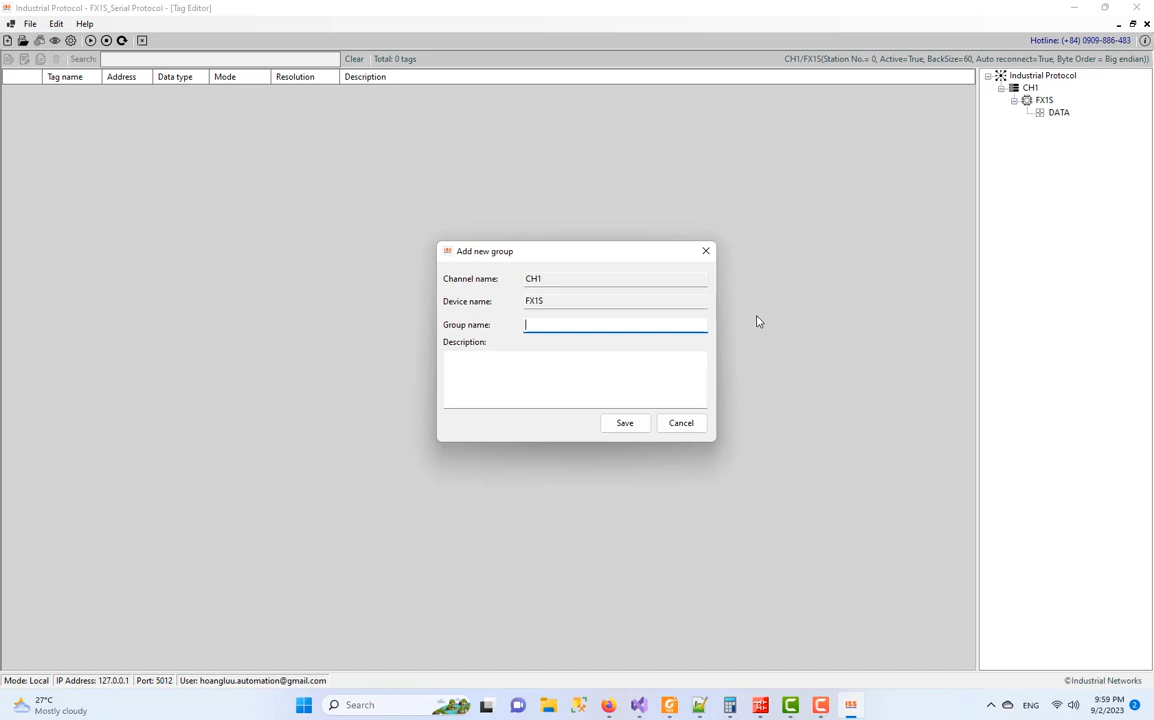 Industrial Protocol - FX1S_Serial Protocol - [Tag Editor]
File Edit Help
Hotline: (+84) 0909-886-483
Search: Clear Total: 0 tags CH1/FX1S(Station No.= 0, Active=True, BackSize=60, Auto reconnect=True, Byte Order = Big endian))
Tag name Address Data type Mode Resolution Description
Industrial Protocol
CH1
FX1S
DATA
Add new group
Channel name: CH1
Device name: FX1S
Group name:
Description:
Save Cancel
Mode: Local IP Address: 127.0.0.1 Port: 5012 User: hoangluu.automation@gmail.com ©Industrial Networks
27°C
Mostly cloudy
Search
ENG
9:59 PM
9/2/2023
2